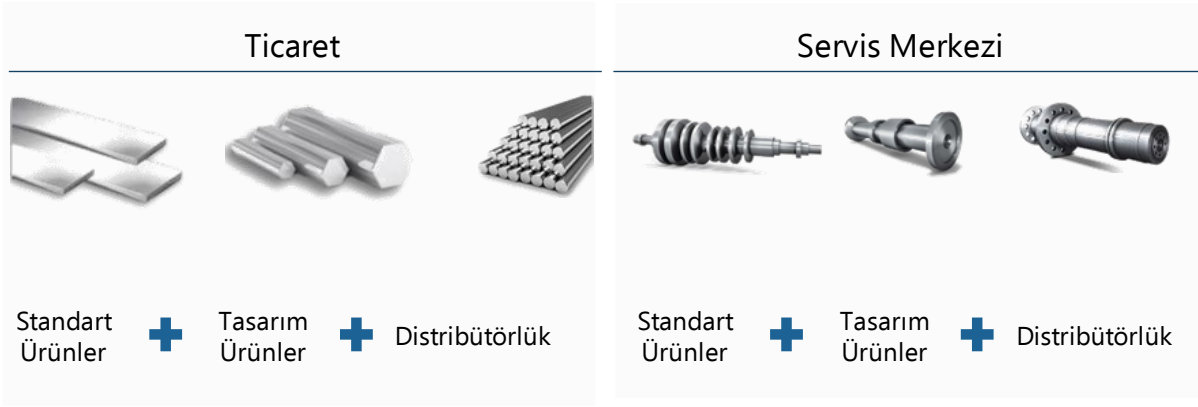 Ticaret
Standart
Ürünler
Tasarım
Ürünler
Distribütörlük
Servis Merkezi
Standart
Ürünler
Tasarım
Ürünler
Distribütörlük